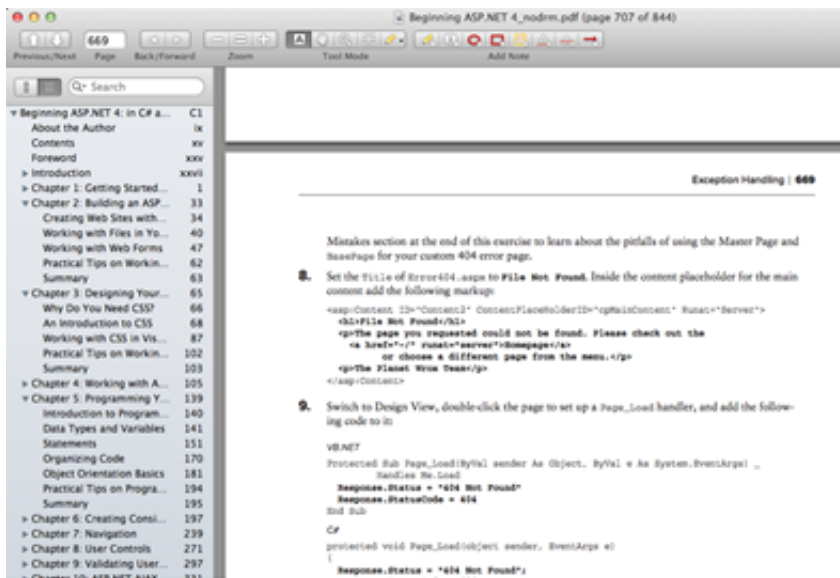 Beginning ASP.NET 4_nodrm.pdf (page 707 of 844)
669
Previous/Next Page Back/Forward Zoom Tool Mode Add Note
Search
Beginning ASP.NET 4: in C# a... C1
About the Author ix
Contents xv
Foreword xxv
Introduction xxvii
Chapter 1: Getting Started... 1
Chapter 2: Building an ASP... 33
Creating Web Sites with... 34
Working with Files in Yo... 40
Working with Web Forms 47
Practical Tips on Workin... 62
Summary 63
Chapter 3: Designing Your... 65
Why Do You Need CSS? 66
An Introduction to CSS 68
Working with CSS in Vis... 87
Practical Tips on Workin... 102
Summary 103
Chapter 4: Working with A... 105
Chapter 5: Programming Y... 139
Introduction to Program... 140
Data Types and Variables 141
Statements 151
Organizing Code 170
Object Orientation Basics 181
Practical Tips on Progra... 194
Summary 195
Chapter 6: Creating Consi... 197
Chapter 7: Navigation 239
Chapter 8: User Controls 271
Chapter 9: Validating User... 297
Chapter 10: ASP.NET AJAX 331
Exception Handling | 669
Mistakes section at the end of this exercise to learn about the pitfalls of using the Master Page and
BasePage for your custom 404 error page.
8. Set the Title of Error404.aspx to File Not Found. Inside the content placeholder for the main
content add the following markup:
<asp:Content ID="Content2" ContentPlaceHolderID="cpMainContent" Runat="Server">
<h1>File Not Found</h1>
<p>The page you requested could not be found. Please check out the
<a href="~/" runat="server">Homepage</a>
or choose a different page from the menu.</p>
<p>The Planet Wrox Team</p>
</asp:Content>
9. Switch to Design View, double-click the page to set up a Page_Load handler, and add the follow-
ing code to it:
VB.NET
Protected Sub Page_Load(ByVal sender As Object, ByVal e As System.EventArgs) _
Handles Me.Load
Response.Status = "404 Not Found"
Response.StatusCode = 404
End Sub
C#
protected void Page_Load(object sender, EventArgs e)
{
Response.Status = "404 Not Found";